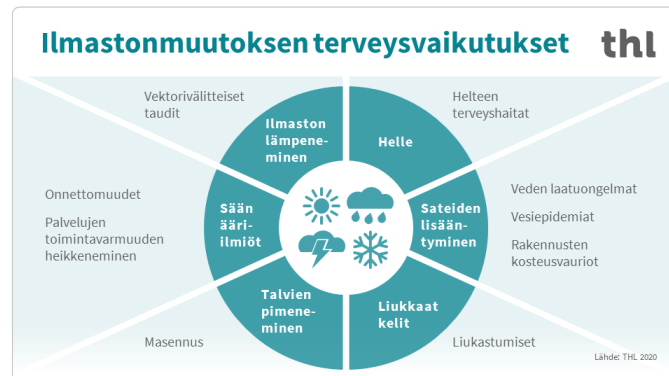 Ilmastonmuutoksen terveysvaikutukset
thl
Vektorivälitteiset
taudit
Ilmaston
lämpene-
minen
Helle
Helteen
terveyshaitat
Onnettomuudet
Palvelujen
toimintavarmuuden
heikkeneminen
Sään
ääri-
ilmiöt
Sateiden
lisään-
tyminen
Veden laatuongelmat
Vesiepidemiat
Rakennusten
kosteusvauriot
Talvien
pimene-
minen
Liukkaat
kelit
Masennus
Liukastumiset
Lähde: THL 2020